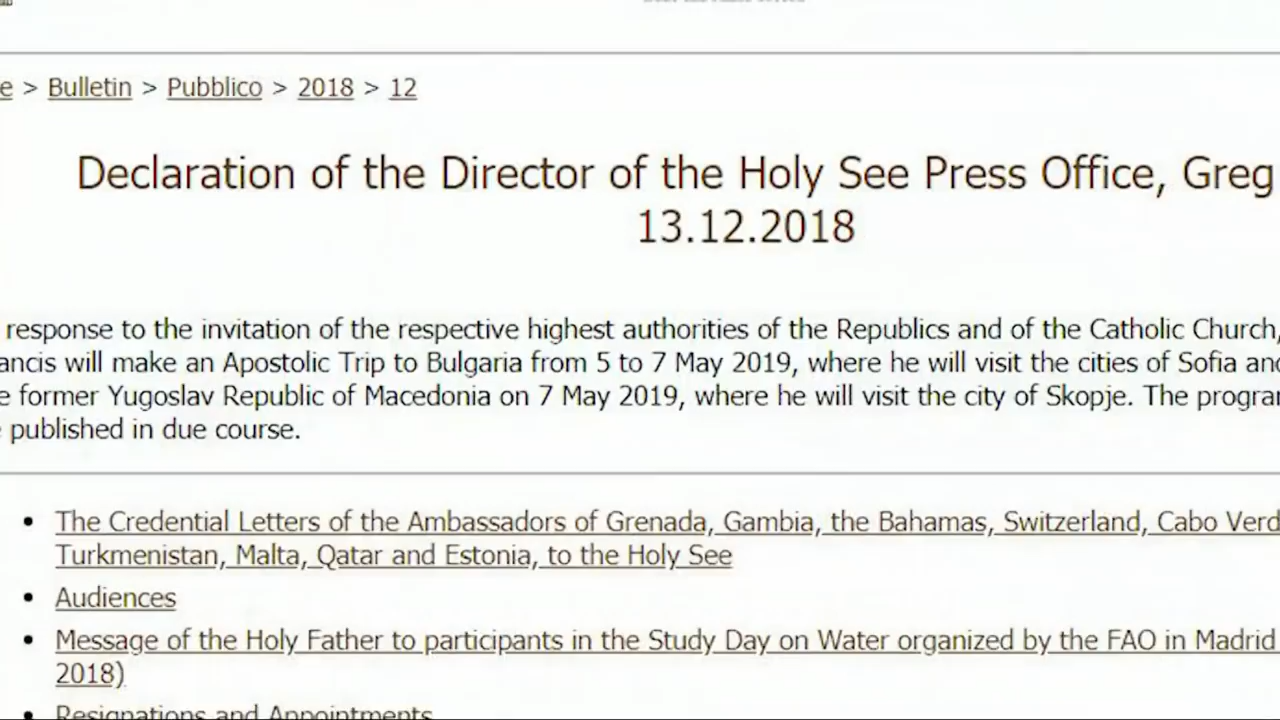 e > Bulletin > Pubblico > 2018 > 12
Declaration of the Director of the Holy See Press Office, Greg
13.12.2018
response to the invitation of the respective highest authorities of the Republics and of the Catholic Church,
ancis will make an Apostolic Trip to Bulgaria from 5 to 7 May 2019, where he will visit the cities of Sofia and
e former Yugoslav Republic of Macedonia on 7 May 2019, where he will visit the city of Skopje. The program
published in due course.
• The Credential Letters of the Ambassadors of Grenada, Gambia, the Bahamas, Switzerland, Cabo Verd
Turkmenistan, Malta, Qatar and Estonia, to the Holy See
• Audiences
• Message of the Holy Father to participants in the Study Day on Water organized by the FAO in Madrid
2018)
• Resignations and Appointments